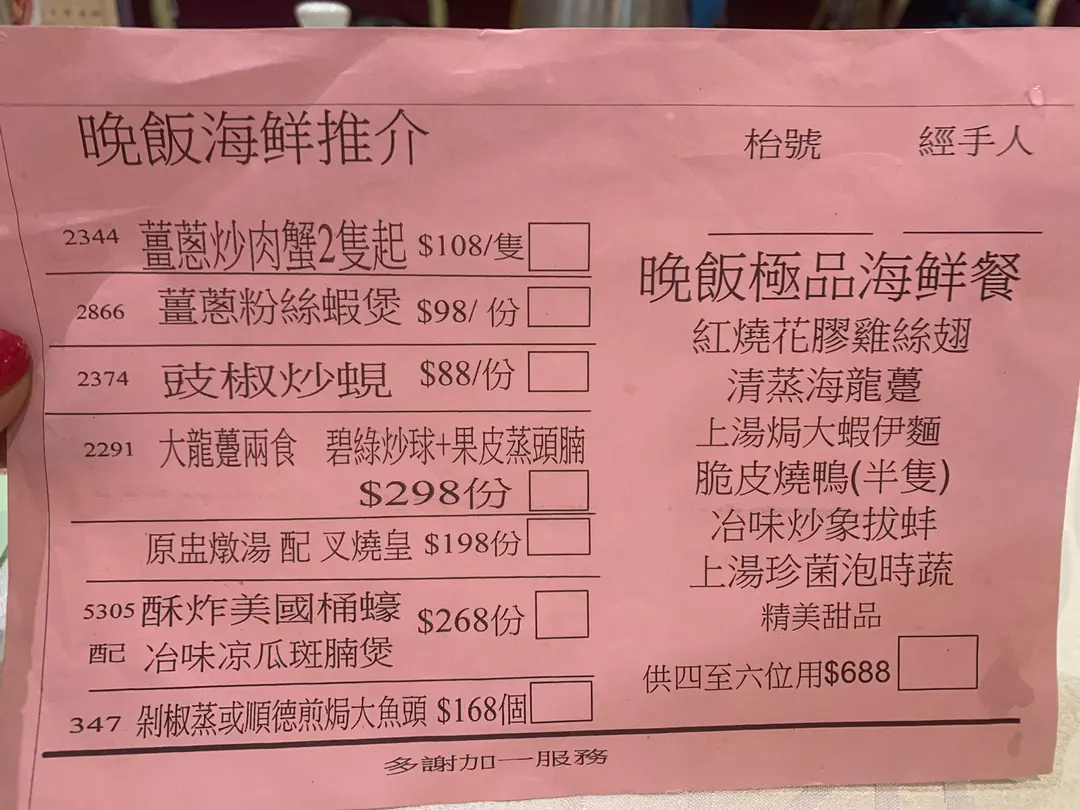 晚飯海鮮推介
枱號 經手人
2344 薑蔥炒肉蟹2隻起 $108/隻
2866 薑蔥粉絲蝦煲 $98/ 份
2374 豉椒炒蜆 $88/份
2291 大龍躉兩食 碧綠炒球+果皮蒸頭腩
$298份
原盅燉湯 配 叉燒皇 $198份
5305 酥炸美國桶蠔 $268份
配 冶味凉瓜斑腩煲
347 剁椒蒸或順德煎焗大魚頭 $168個
晚飯極品海鮮餐
紅燒花膠雞絲翅
清蒸海龍躉
上湯焗大蝦伊麵
脆皮燒鴨(半隻)
冶味炒象拔蚌
上湯珍菌泡時蔬
精美甜品
供四至六位用$688
多謝加一服務